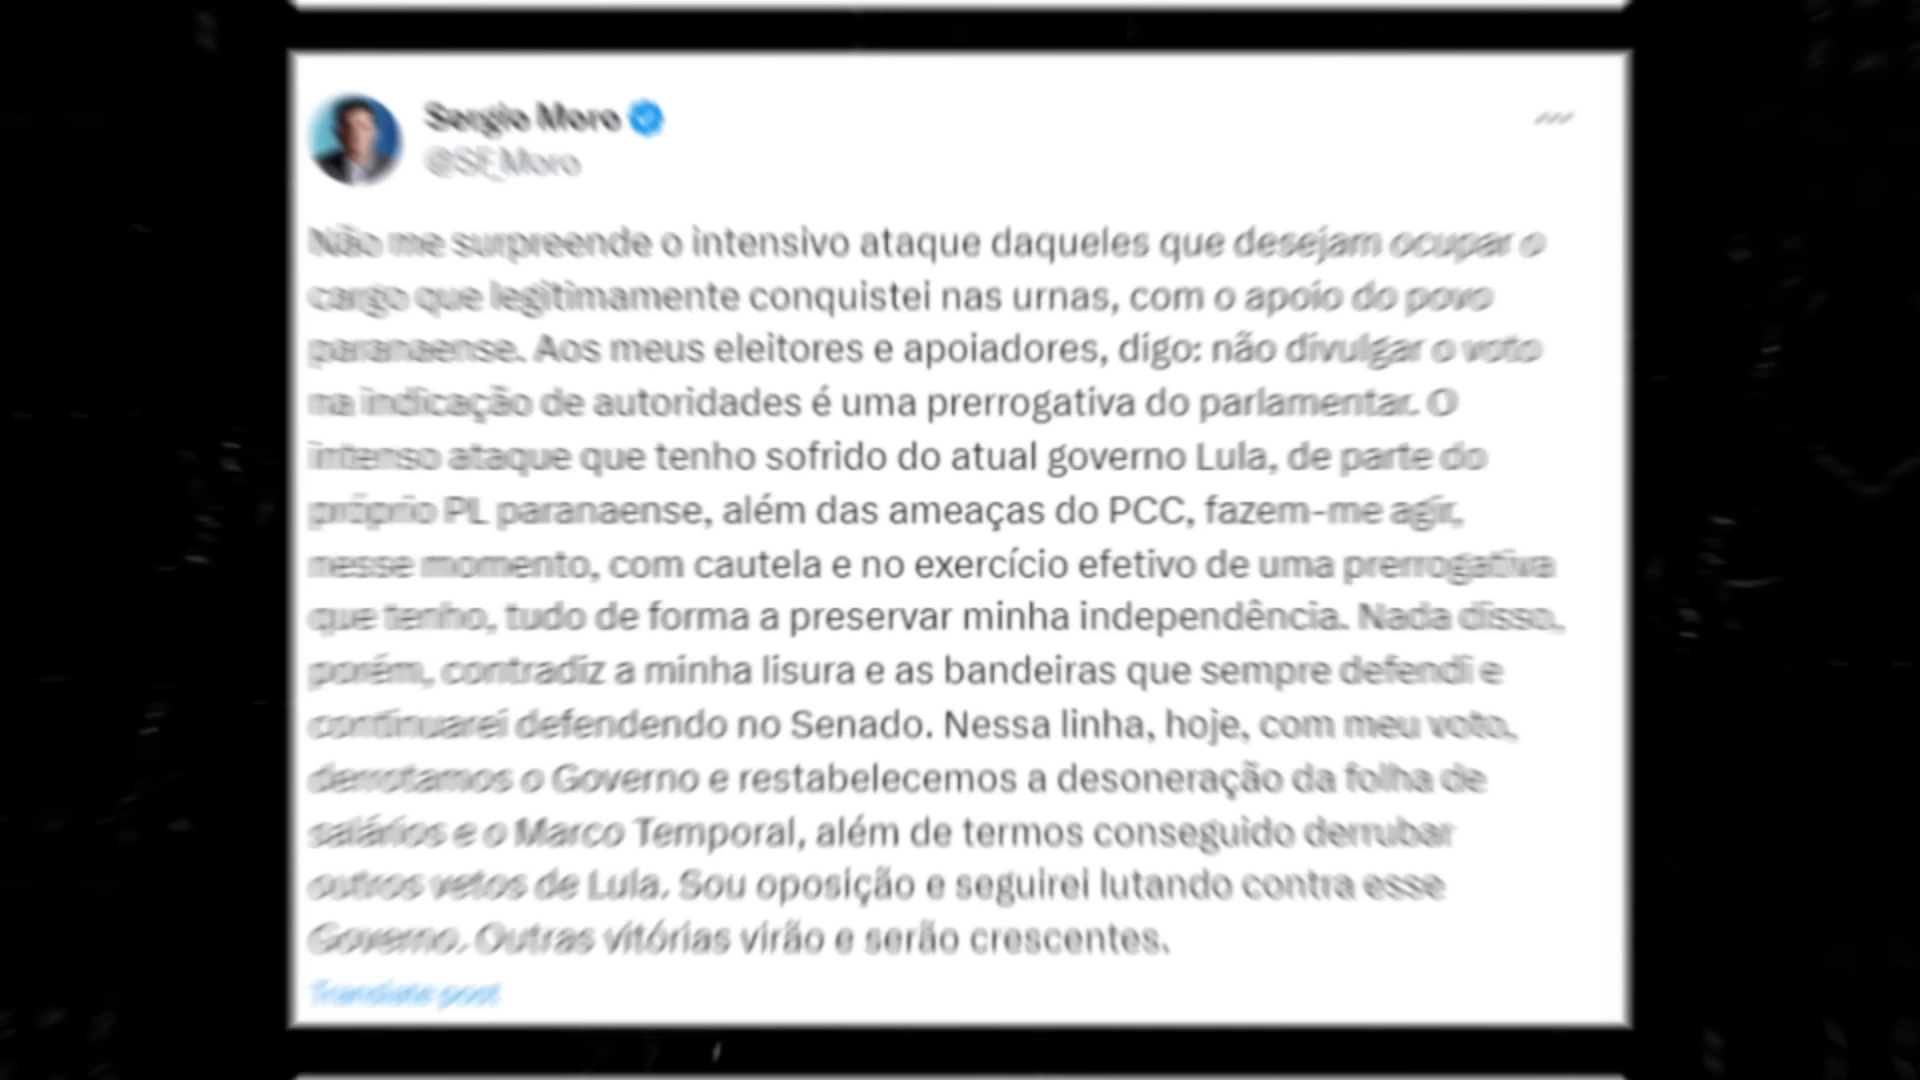 Sergio Moro
@SF_Moro
Não me surpreende o intensivo ataque daqueles que desejam ocupar o
cargo que legitimamente conquistei nas urnas, com o apoio do povo
paranaense. Aos meus eleitores e apoiadores, digo: não divulgar o voto
na indicação de autoridades é uma prerrogativa do parlamentar. O
intenso ataque que tenho sofrido do atual governo Lula, de parte do
próprio PL paranaense, além das ameaças do PCC, fazem-me agir,
nesse momento, com cautela e no exercício efetivo de uma prerrogativa
que tenho, tudo de forma a preservar minha independência. Nada disso,
porém, contradiz a minha lisura e as bandeiras que sempre defendi e
continuarei defendendo no Senado. Nessa linha, hoje, com meu voto,
derrotamos o Governo e restabelecemos a desoneração da folha de
salários e o Marco Temporal, além de termos conseguido derrubar
outros vetos de Lula. Sou oposição e seguirei lutando contra esse
Governo. Outras vitórias virão e serão crescentes.
Translate post